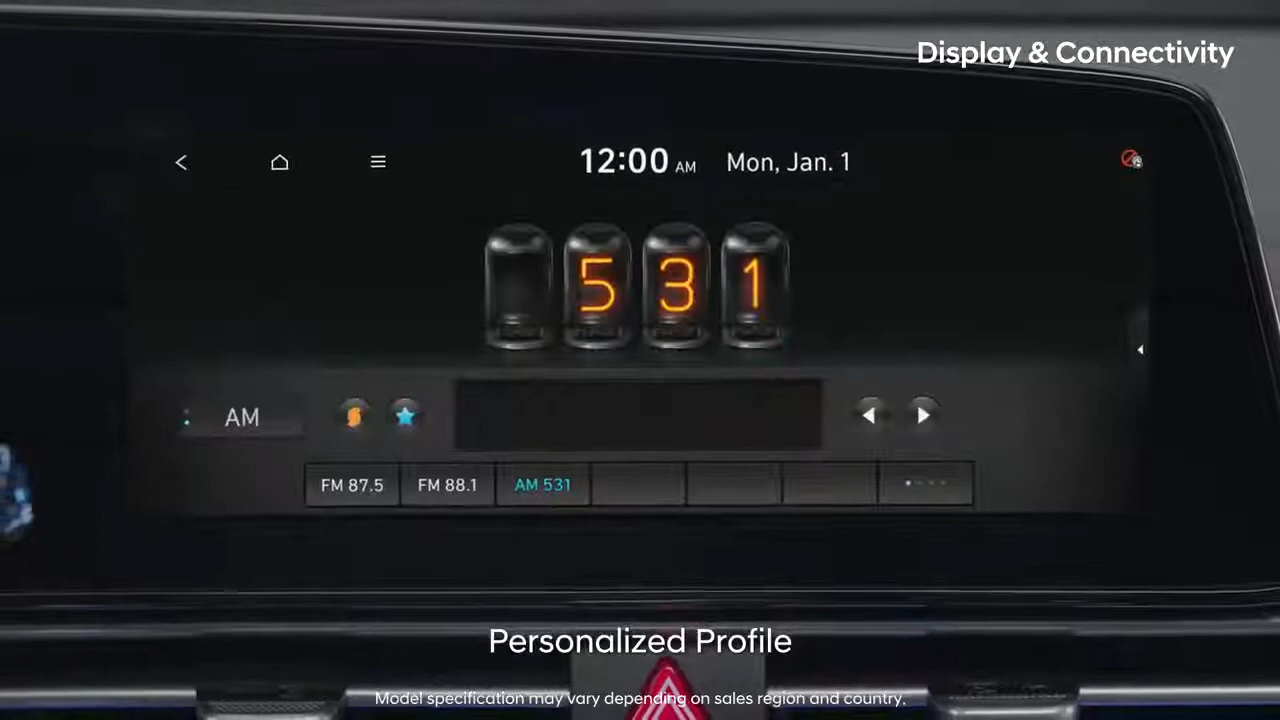 Display & Connectivity
12:00 AM Mon, Jan. 1
531
AM
FM 87.5 FM 88.1 AM 531
Personalized Profile
Model specification may vary depending on sales region and country.